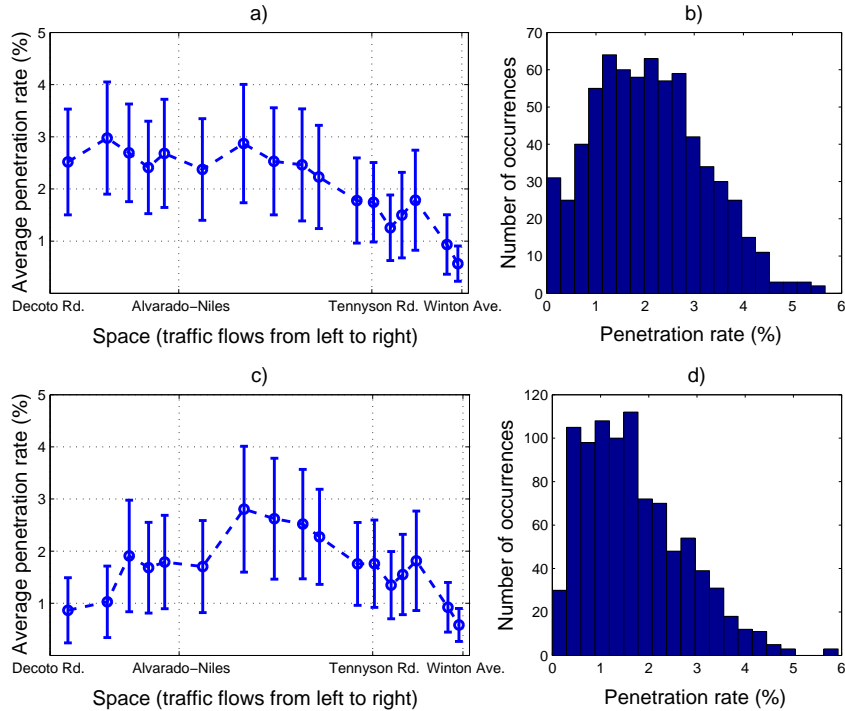 a)
Average penetration rate (%)
5
4
3
2
1
Decoto Rd. Alvarado−Niles Tennyson Rd. Winton Ave.
Space (traffic flows from left to right)
b)
Number of occurrences
70
60
50
40
30
20
10
0
0 1 2 3 4 5 6
Penetration rate (%)
c)
Average penetration rate (%)
5
4
3
2
1
Decoto Rd. Alvarado−Niles Tennyson Rd. Winton Ave.
Space (traffic flows from left to right)
d)
Number of occurrences
120
100
80
60
40
20
0
0 1 2 3 4 5 6
Penetration rate (%)